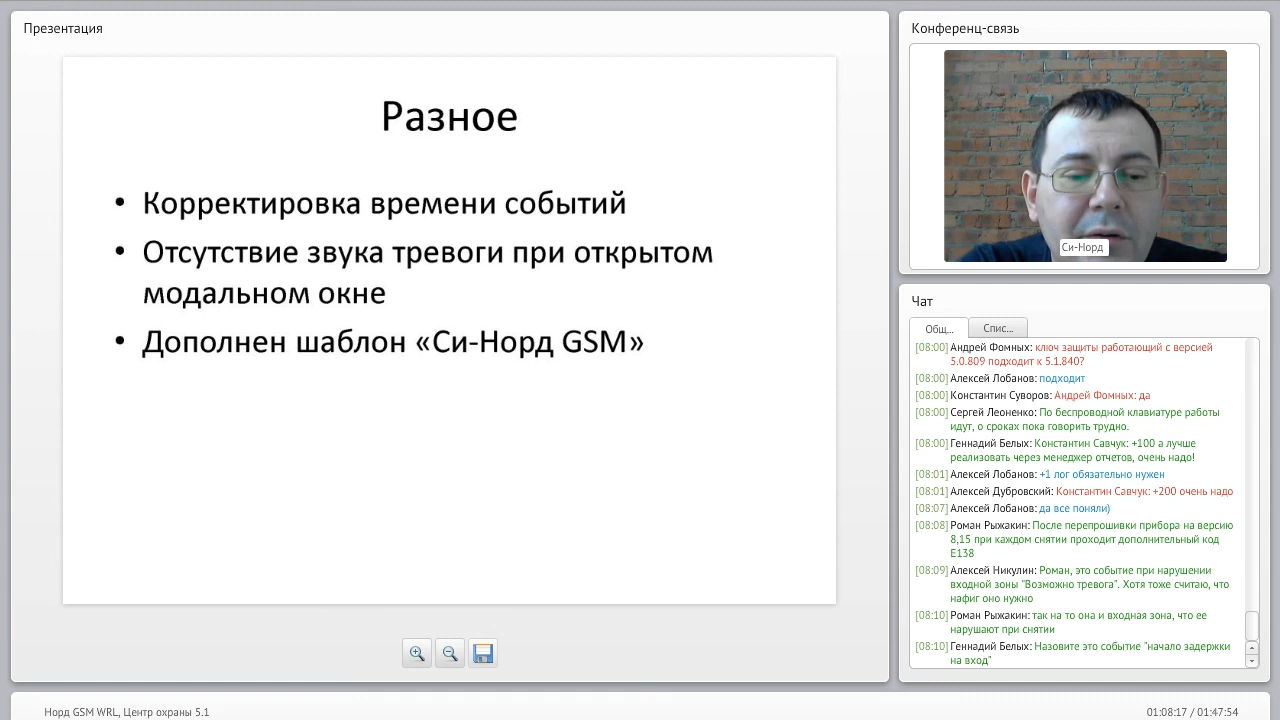 Презентация
Разное
• Корректировка времени событий
• Отсутствие звука тревоги при открытом
модальном окне
• Дополнен шаблон «Си-Норд GSM»
Конференц-связь
Си-Норд
Чат
Общ...
Спис...
[08:00] Андрей Фомных: ключ защиты работающий с версией
5.0.809 подходит к 5.1.840?
[08:00] Алексей Лобанов: подходит
[08:00] Константин Суворов: Андрей Фомных: да
[08:00] Сергей Леоненко: По беспроводной клавиатуре работы
идут, о сроках пока говорить трудно.
[08:00] Геннадий Белых: Константин Савчук: +100 а лучше
реализовать через менеджер отчетов, очень надо!
[08:01] Алексей Лобанов: +1 лог обязательно нужен
[08:01] Алексей Дубровский: Константин Савчук: +200 очень надо
[08:07] Алексей Лобанов: да все поняли)
[08:08] Роман Рыжакин: После перепрошивки прибора на версию
8,15 при каждом снятии проходит дополнительный код
E138
[08:09] Алексей Никулин: Роман, это событие при нарушении
входной зоны "Возможно тревога". Хотя тоже считаю, что
нафиг оно нужно
[08:10] Роман Рыжакин: так на то она и входная зона, что ее
нарушают при снятии
[08:10] Геннадий Белых: Назовите это событие "начало задержки
на вход"
Норд GSM WRL, Центр охраны 5.1
01:08:17 / 01:47:54